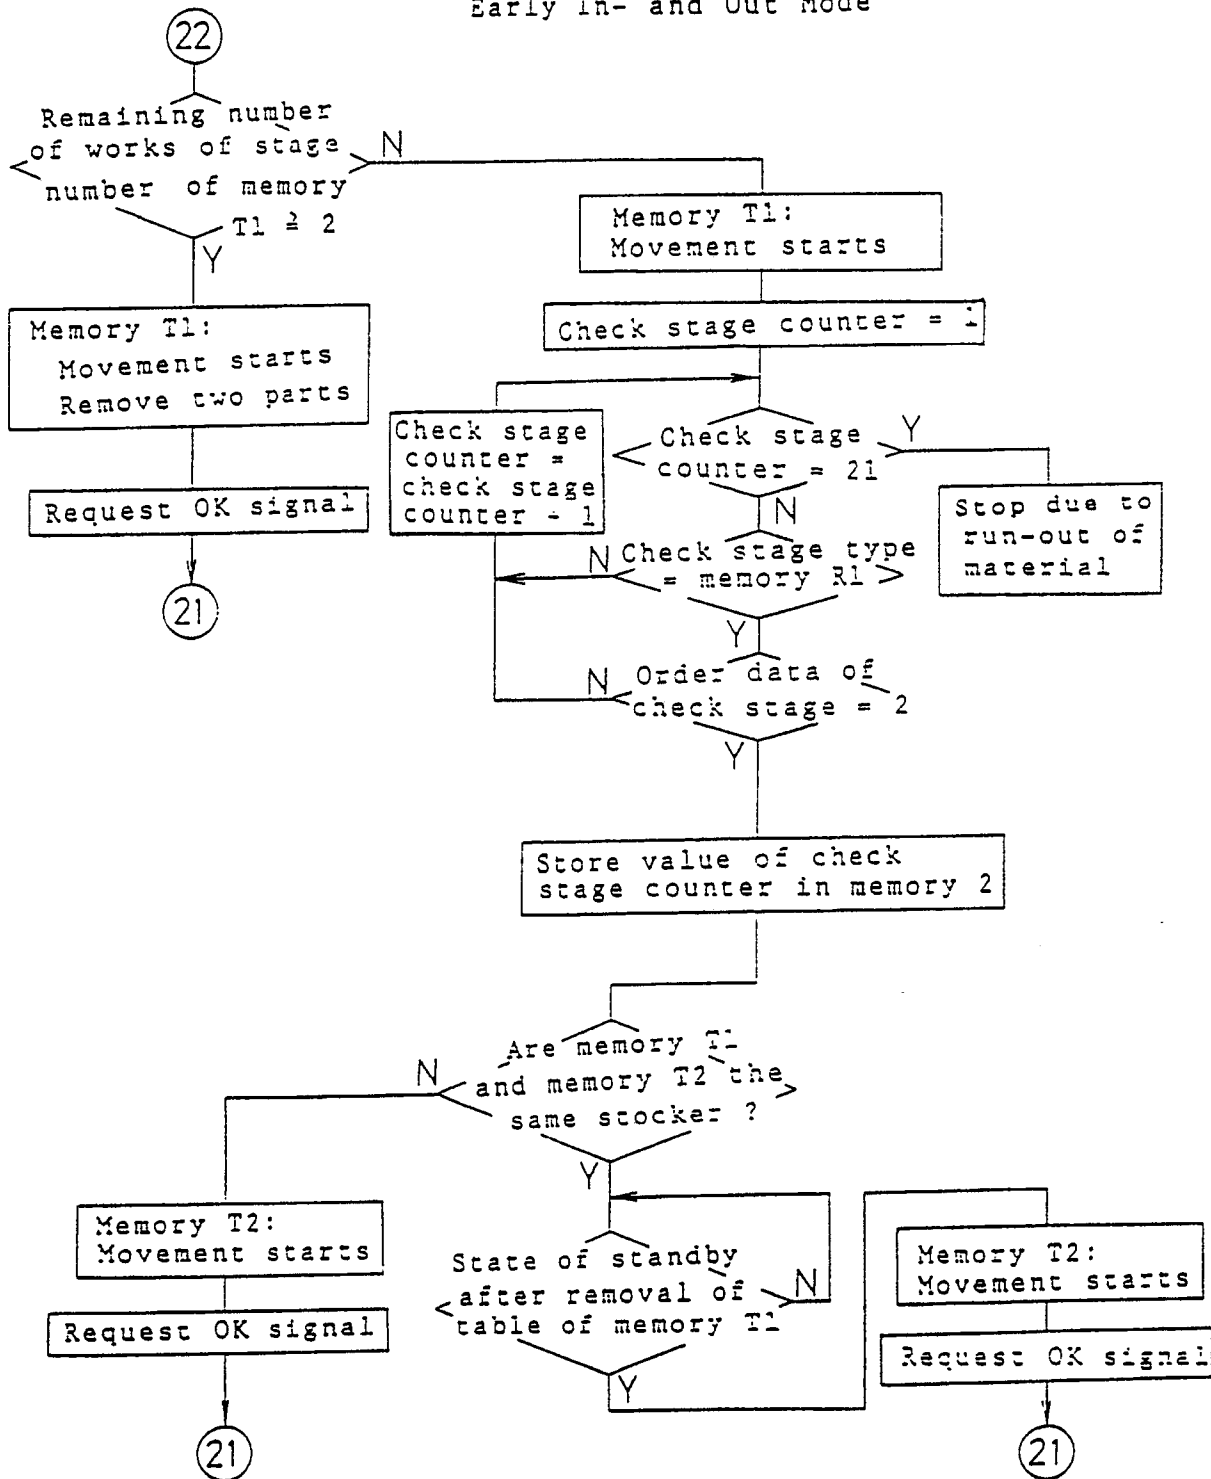 Early In- and Out Mode
22
Remaining number
of works of stage
number of memory
T1 ≧ 2
N
Y
Memory T1:
Movement starts
Remove two parts
Request OK signal
21
Memory T1:
Movement starts
Check stage counter = 1
Check stage
counter =
check stage
counter + 1
Check stage
counter = 21
Y
N
Stop due to
run-out of
material
Check stage type
= memory R1
N
Y
Order data of
check stage = 2
N
Y
Store value of check
stage counter in memory 2
Are memory T1
and memory T2 the
same stocker ?
N
Y
Memory T2:
Movement starts
Request OK signal
21
State of standby
after removal of
table of memory T1
N
Y
Memory T2:
Movement starts
Request OK signal
21